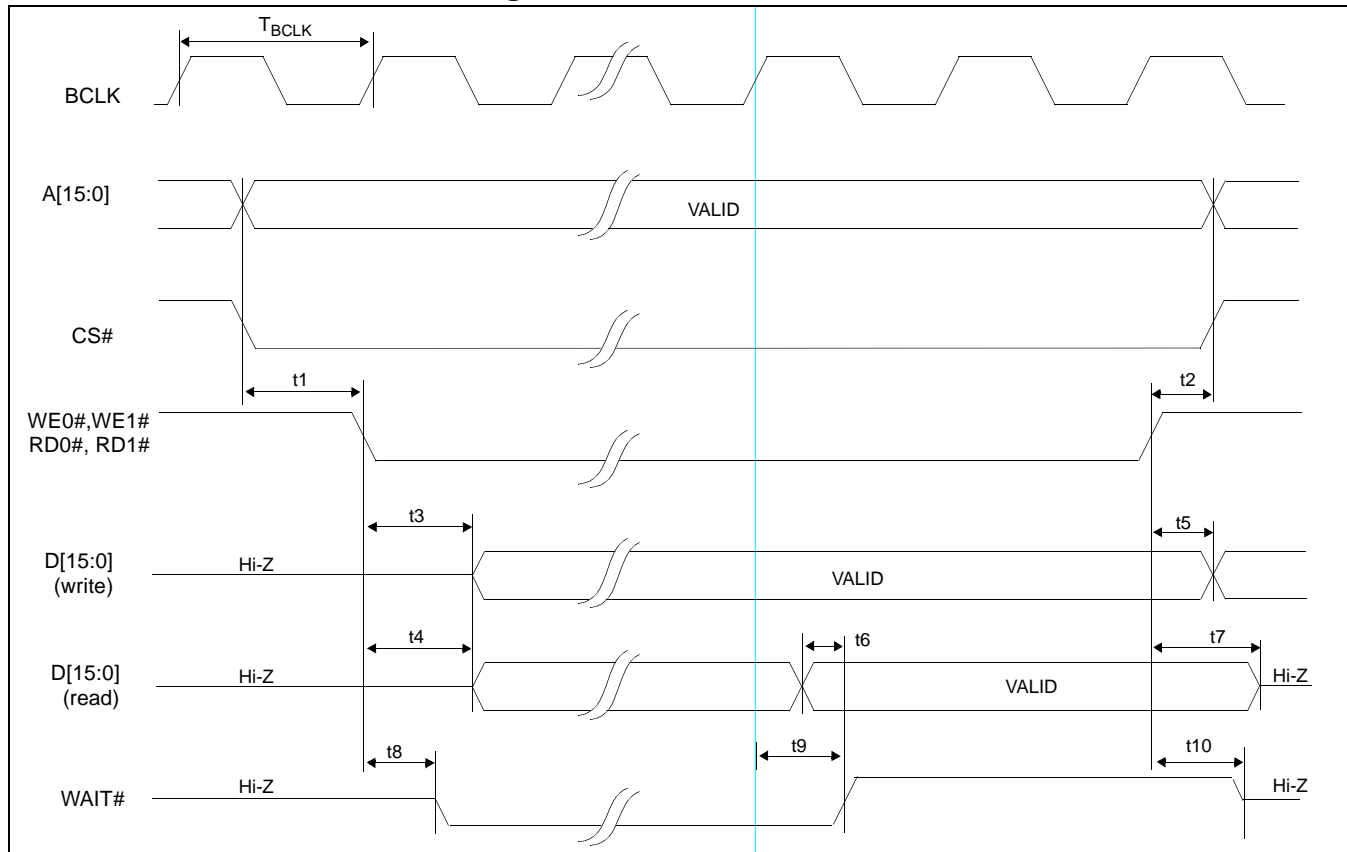 TBCLK
BCLK
A[15:0]
VALID
CS#
t1
t2
WE0#,WE1#
RD0#, RD1#
t3
t5
D[15:0]
(write)
Hi-Z
VALID
t4
t6
t7
D[15:0]
(read)
Hi-Z
VALID
Hi-Z
t8
t9
t10
WAIT#
Hi-Z
Hi-Z